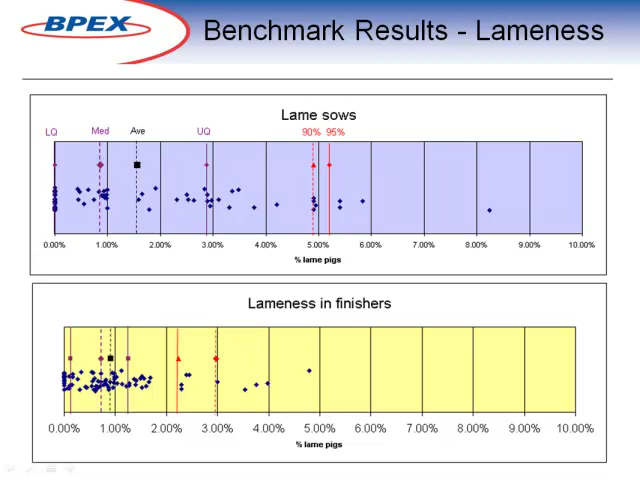 BPEX
Benchmark Results - Lameness
Lame sows
LQ Med Ave UQ 90% 95%
0.00% 1.00% 2.00% 3.00% 4.00% 5.00% 6.00% 7.00% 8.00% 9.00% 10.00%
% lame pigs
Lameness in finishers
0.00% 1.00% 2.00% 3.00% 4.00% 5.00% 6.00% 7.00% 8.00% 9.00% 10.00%
% lame pigs